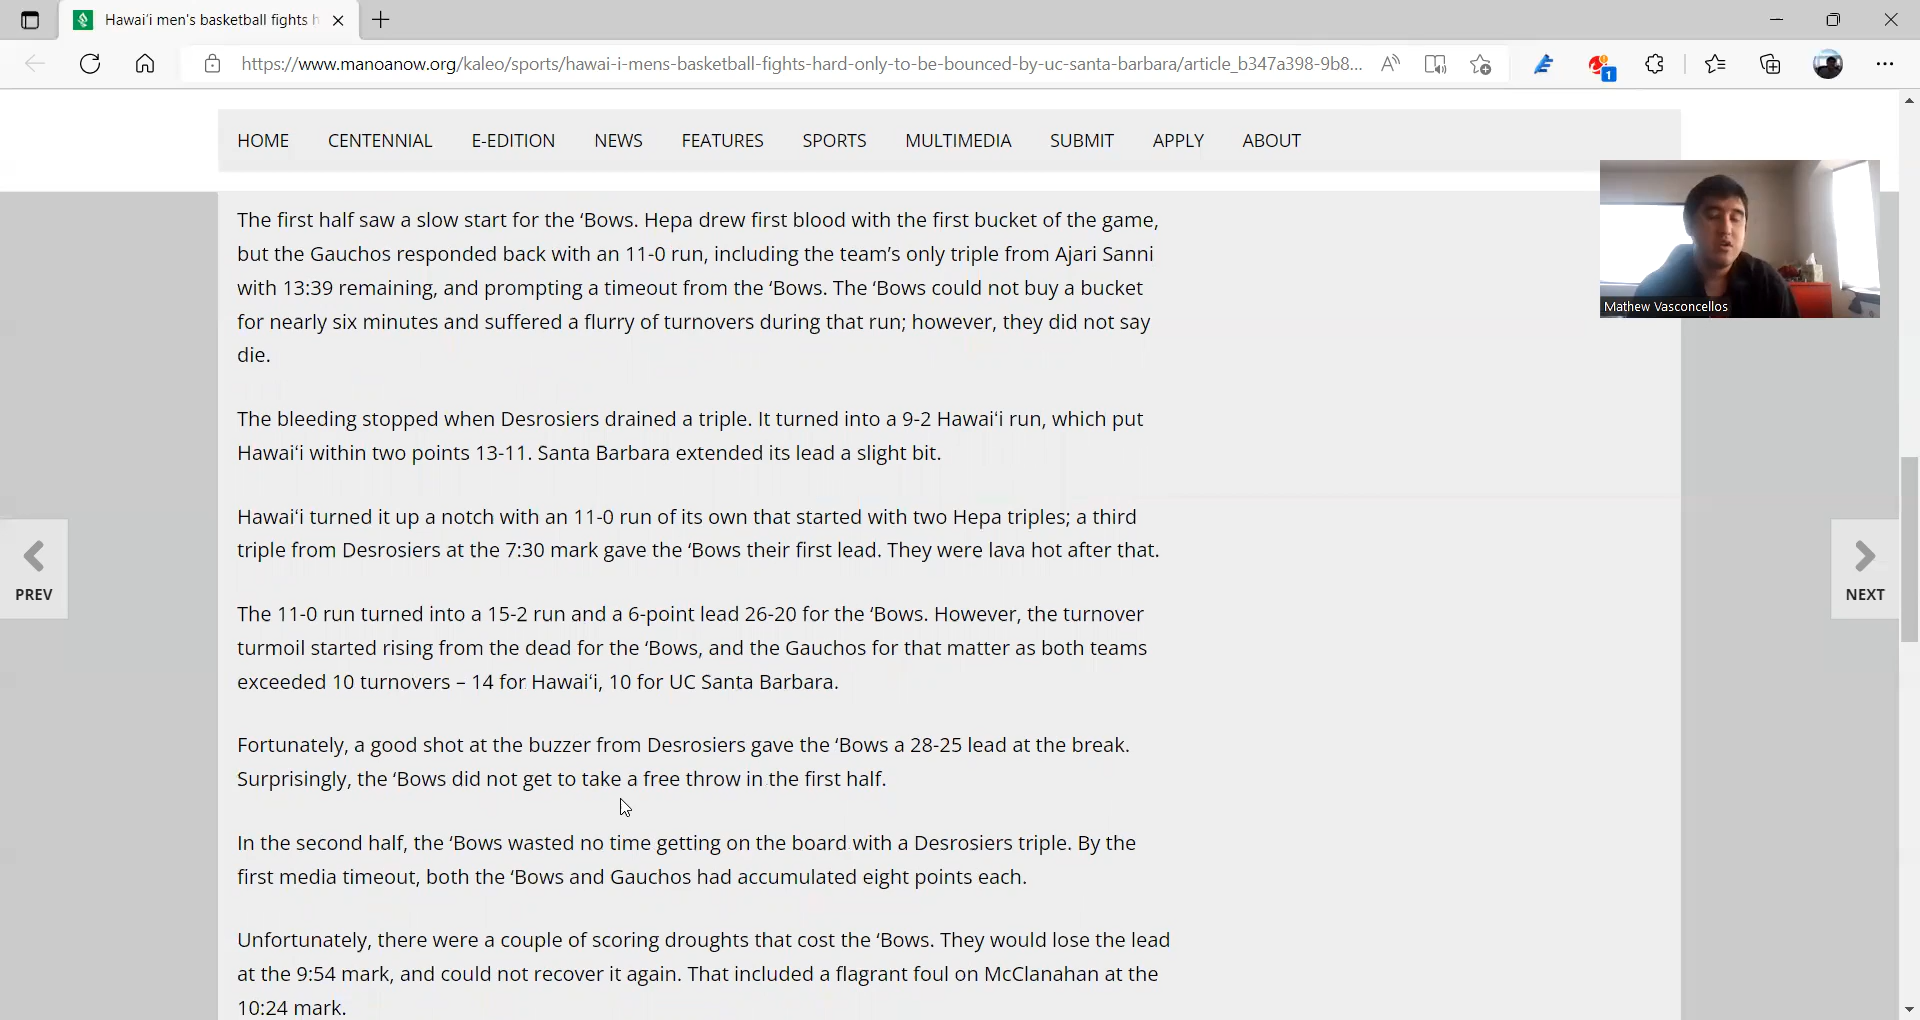 Hawaiʻi men's basketball fights h
https://www.manoanow.org/kaleo/sports/hawai-i-mens-basketball-fights-hard-only-to-be-bounced-by-uc-santa-barbara/article_b347a398-9b8...
1
HOME CENTENNIAL E-EDITION NEWS FEATURES SPORTS MULTIMEDIA SUBMIT APPLY ABOUT
Mathew Vasconcellos
The first half saw a slow start for the ‘Bows. Hepa drew first blood with the first bucket of the game,
but the Gauchos responded back with an 11-0 run, including the team’s only triple from Ajari Sanni
with 13:39 remaining, and prompting a timeout from the ‘Bows. The ‘Bows could not buy a bucket
for nearly six minutes and suffered a flurry of turnovers during that run; however, they did not say
die.
The bleeding stopped when Desrosiers drained a triple. It turned into a 9-2 Hawaiʻi run, which put
Hawaiʻi within two points 13-11. Santa Barbara extended its lead a slight bit.
Hawaiʻi turned it up a notch with an 11-0 run of its own that started with two Hepa triples; a third
triple from Desrosiers at the 7:30 mark gave the ‘Bows their first lead. They were lava hot after that.
The 11-0 run turned into a 15-2 run and a 6-point lead 26-20 for the ‘Bows. However, the turnover
turmoil started rising from the dead for the ‘Bows, and the Gauchos for that matter as both teams
exceeded 10 turnovers – 14 for Hawaiʻi, 10 for UC Santa Barbara.
Fortunately, a good shot at the buzzer from Desrosiers gave the ‘Bows a 28-25 lead at the break.
Surprisingly, the ‘Bows did not get to take a free throw in the first half.
In the second half, the ‘Bows wasted no time getting on the board with a Desrosiers triple. By the
first media timeout, both the ‘Bows and Gauchos had accumulated eight points each.
Unfortunately, there were a couple of scoring droughts that cost the ‘Bows. They would lose the lead
at the 9:54 mark, and could not recover it again. That included a flagrant foul on McClanahan at the
10:24 mark.
PREV
NEXT